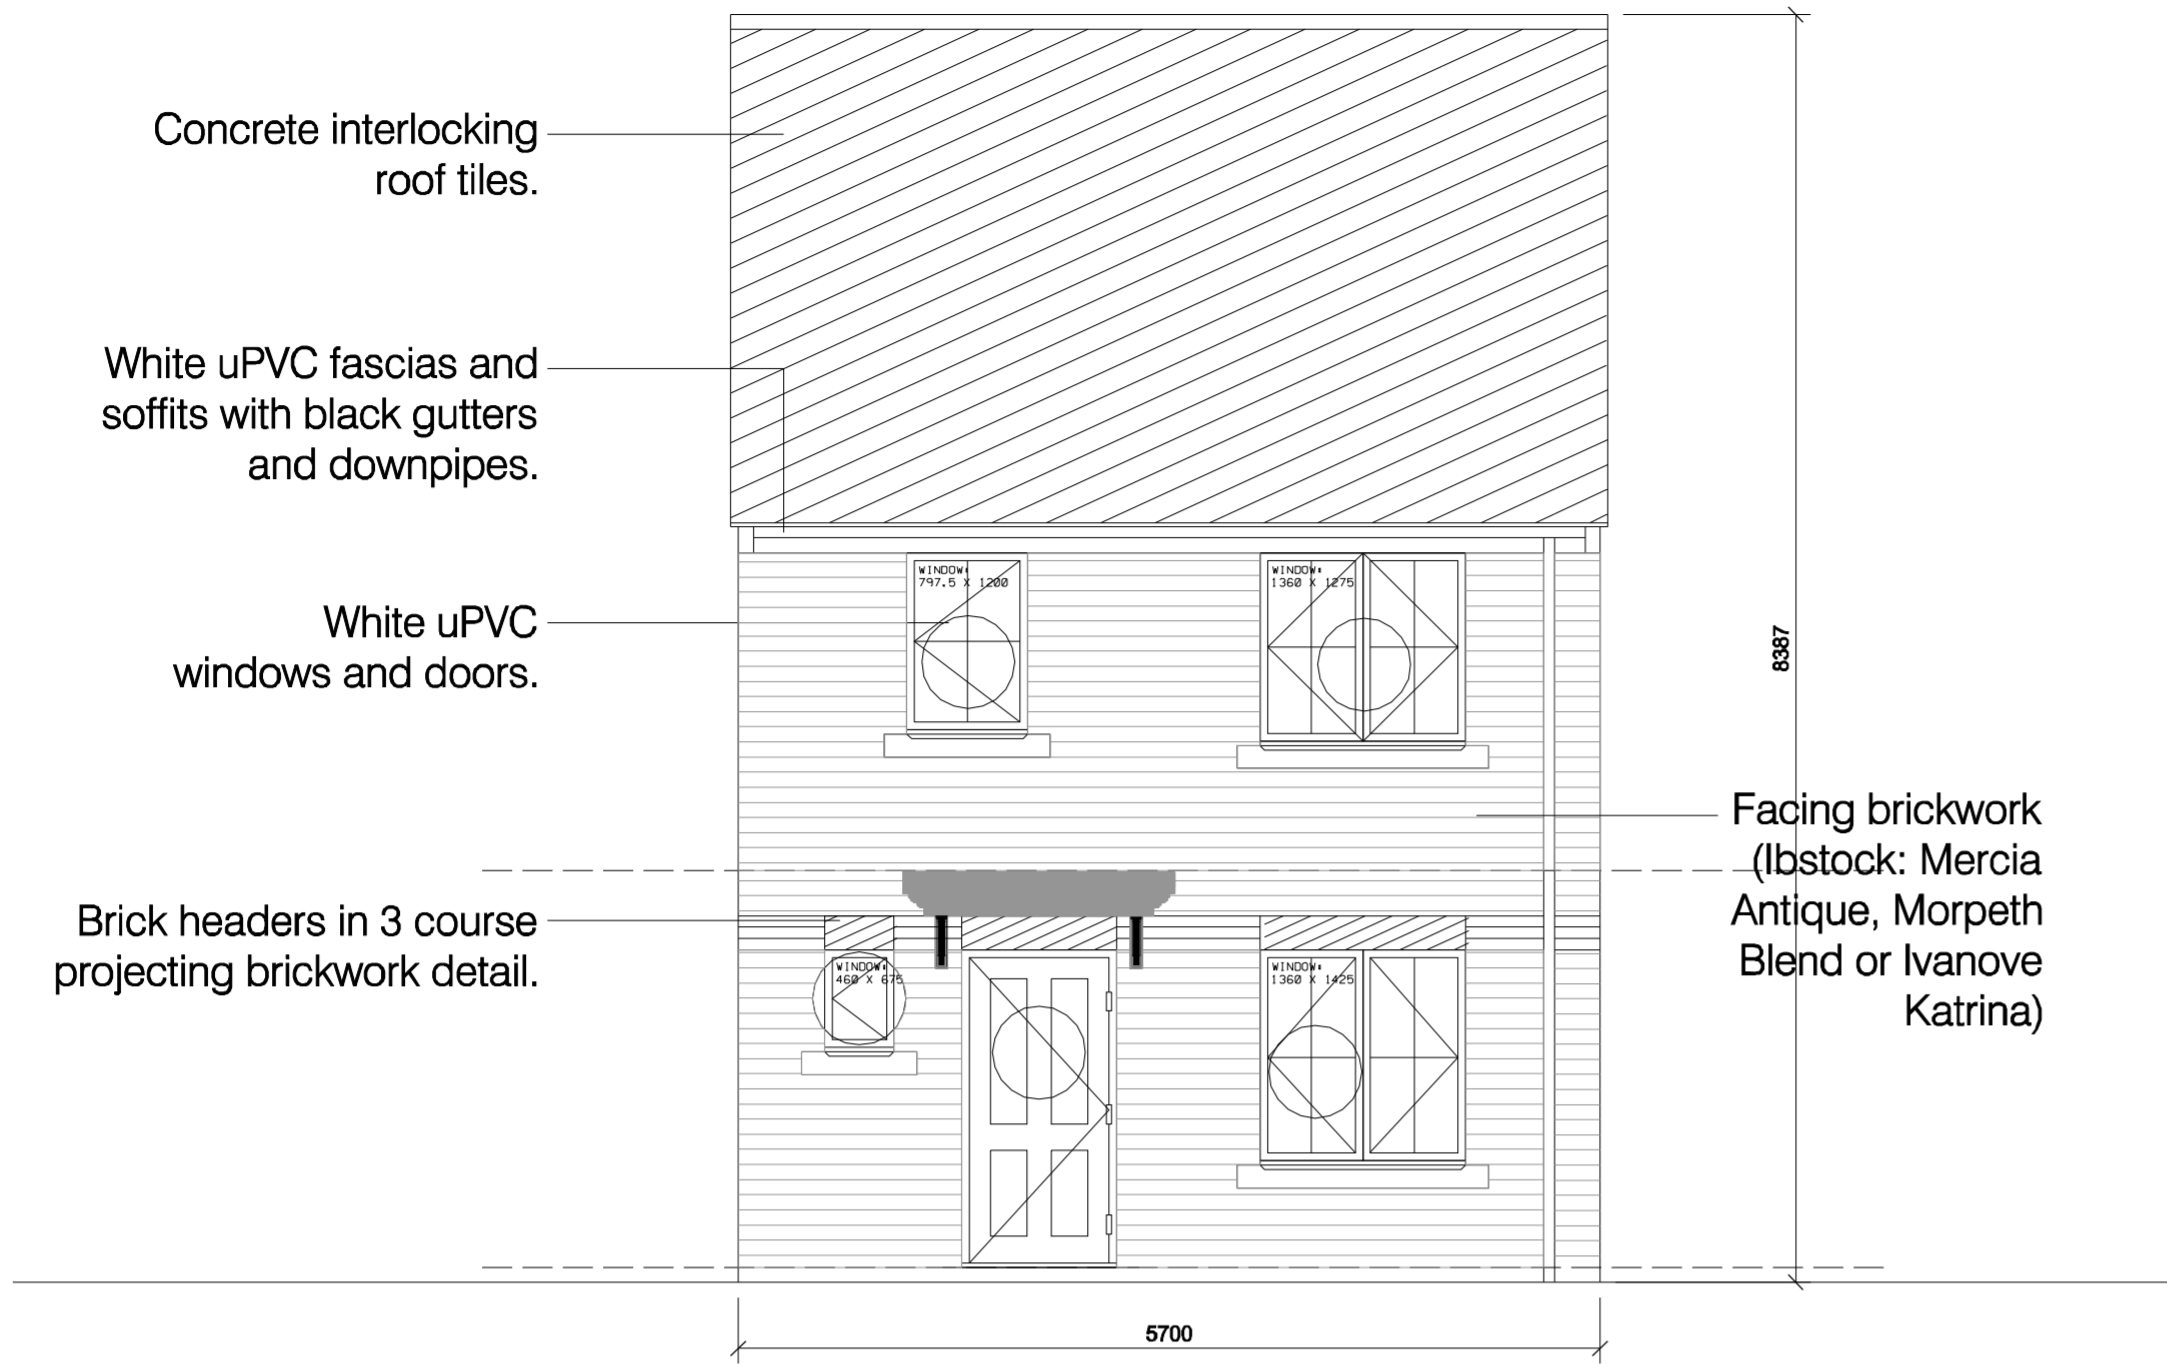 Concrete interlocking
roof tiles.
White uPVC fascias and
soffits with black gutters
and downpipes.
WINDOW:
797.5 X 1200
WINDOW:
1360 X 1275
White uPVC
windows and doors.
8387
Facing brickwork
(Ibstock: Mercia
Antique, Morpeth
Blend or Ivanove
Katrina)
Brick headers in 3 course
projecting brickwork detail.
WINDOW:
460 X 675
WINDOW:
1360 X 1425
5700